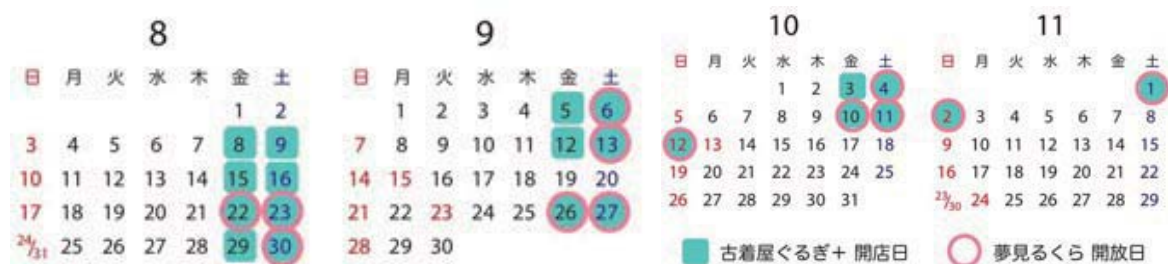 8
日 月 火 水 木 金 土
1 2
3 4 5 6 7 8 9
10 11 12 13 14 15 16
17 18 19 20 21 22 23
24/31 25 26 27 28 29 30
9
日 月 火 水 木 金 土
1 2 3 4 5 6
7 8 9 10 11 12 13
14 15 16 17 18 19 20
21 22 23 24 25 26 27
28 29 30
10
日 月 火 水 木 金 土
1 2 3 4
5 6 7 8 9 10 11
12 13 14 15 16 17 18
19 20 21 22 23 24 25
26 27 28 29 30 31
11
日 月 火 水 木 金 土
1
2 3 4 5 6 7 8
9 10 11 12 13 14 15
16 17 18 19 20 21 22
23/30 24 25 26 27 28 29
古着屋ぐるぎ+ 開店日
夢見るくら 開放日